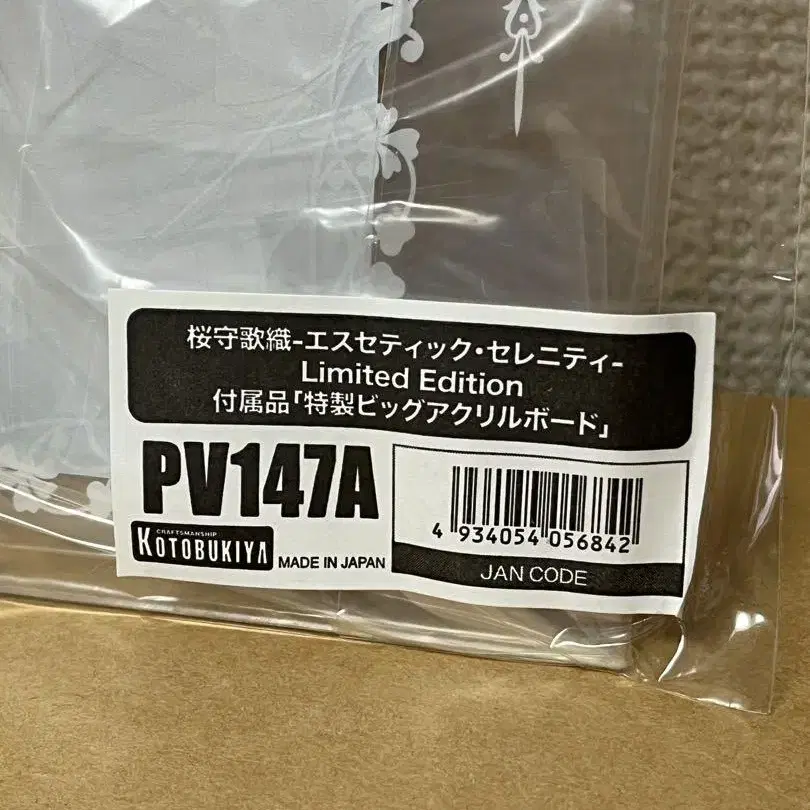 桜守歌織-エスセティック・セレニティ-
Limited Edition
付属品「特製ビッグアクリルボード」
PV147A
CRAFTSMANSHIP
KOTOBUKIYA
MADE IN JAPAN
4 934054 056842
JAN CODE